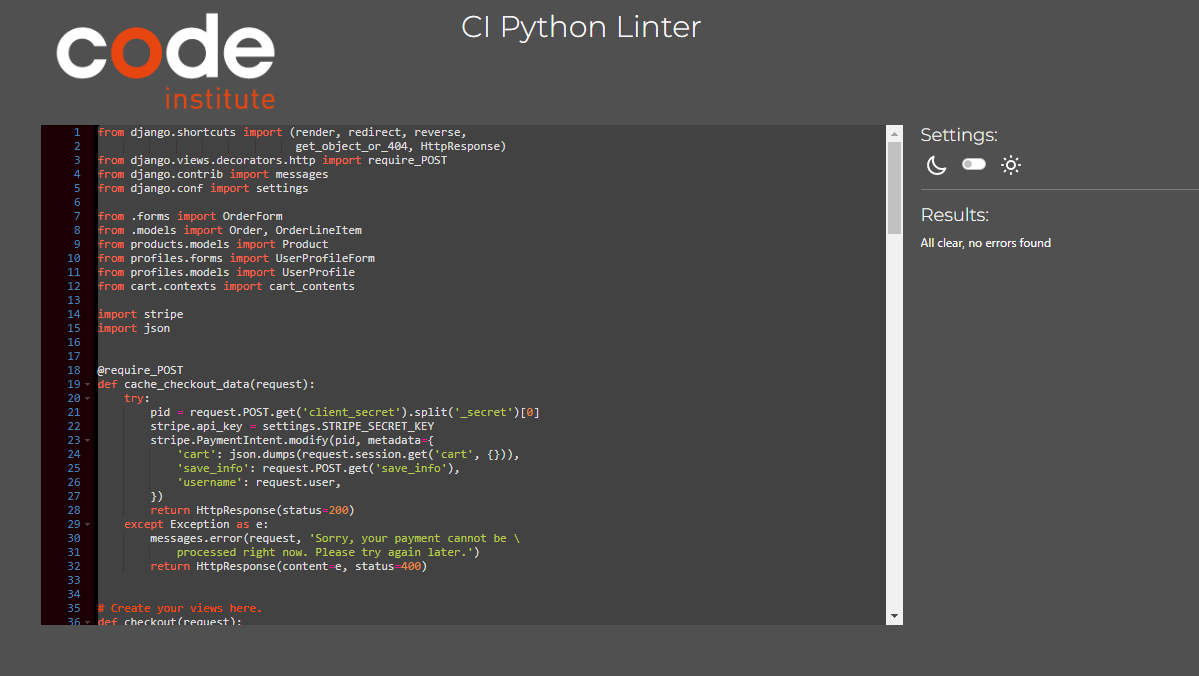 code
institute
CI Python Linter
1 from django.shortcuts import (render, redirect, reverse,
2                               get_object_or_404, HttpResponse)
3 from django.views.decorators.http import require_POST
4 from django.contrib import messages
5 from django.conf import settings
6
7 from .forms import OrderForm
8 from .models import Order, OrderLineItem
9 from products.models import Product
10 from profiles.forms import UserProfileForm
11 from profiles.models import UserProfile
12 from cart.contexts import cart_contents
13
14 import stripe
15 import json
16
17
18 @require_POST
19 def cache_checkout_data(request):
20     try:
21         pid = request.POST.get('client_secret').split('_secret')[0]
22         stripe.api_key = settings.STRIPE_SECRET_KEY
23         stripe.PaymentIntent.modify(pid, metadata={
24             'cart': json.dumps(request.session.get('cart', {})),
25             'save_info': request.POST.get('save_info'),
26             'username': request.user,
27         })
28         return HttpResponse(status=200)
29     except Exception as e:
30         messages.error(request, 'Sorry, your payment cannot be \
31             processed right now. Please try again later.')
32         return HttpResponse(content=e, status=400)
33
34
35 # Create your views here.
36 def checkout(request):
Settings:
Results:
All clear, no errors found